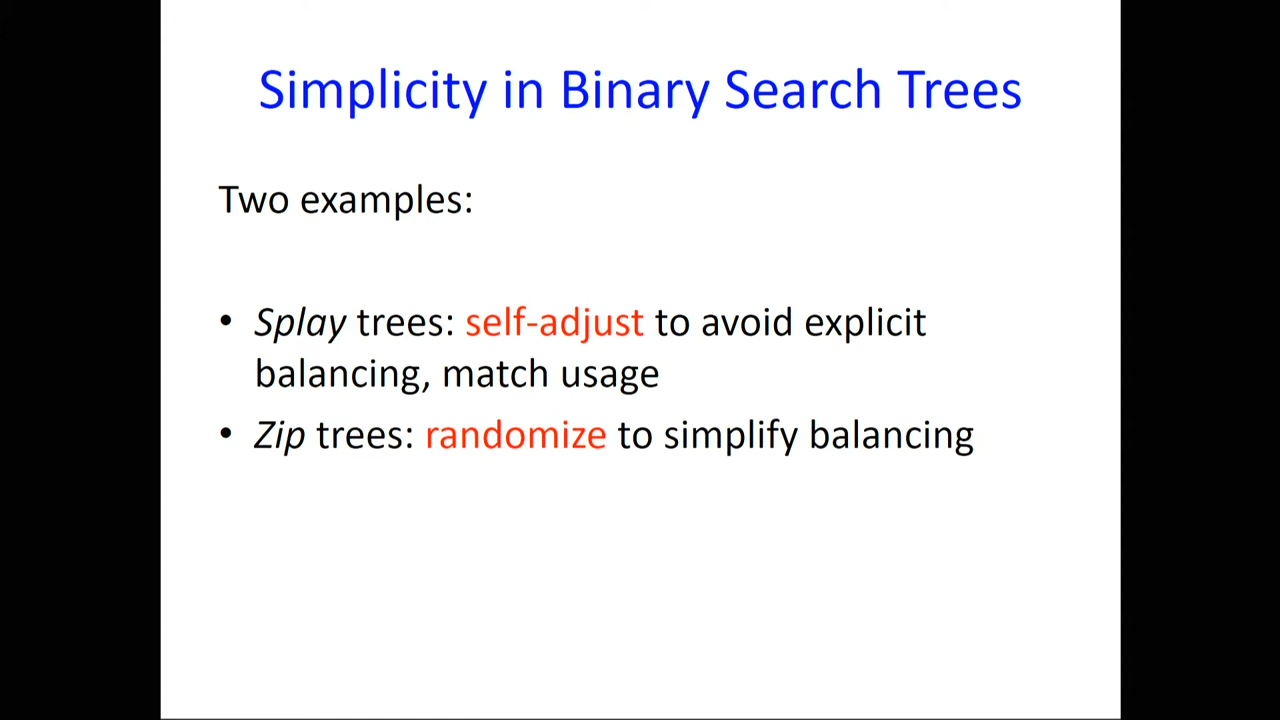 Simplicity in Binary Search Trees
Two examples:
• Splay trees: self-adjust to avoid explicit
balancing, match usage
• Zip trees: randomize to simplify balancing